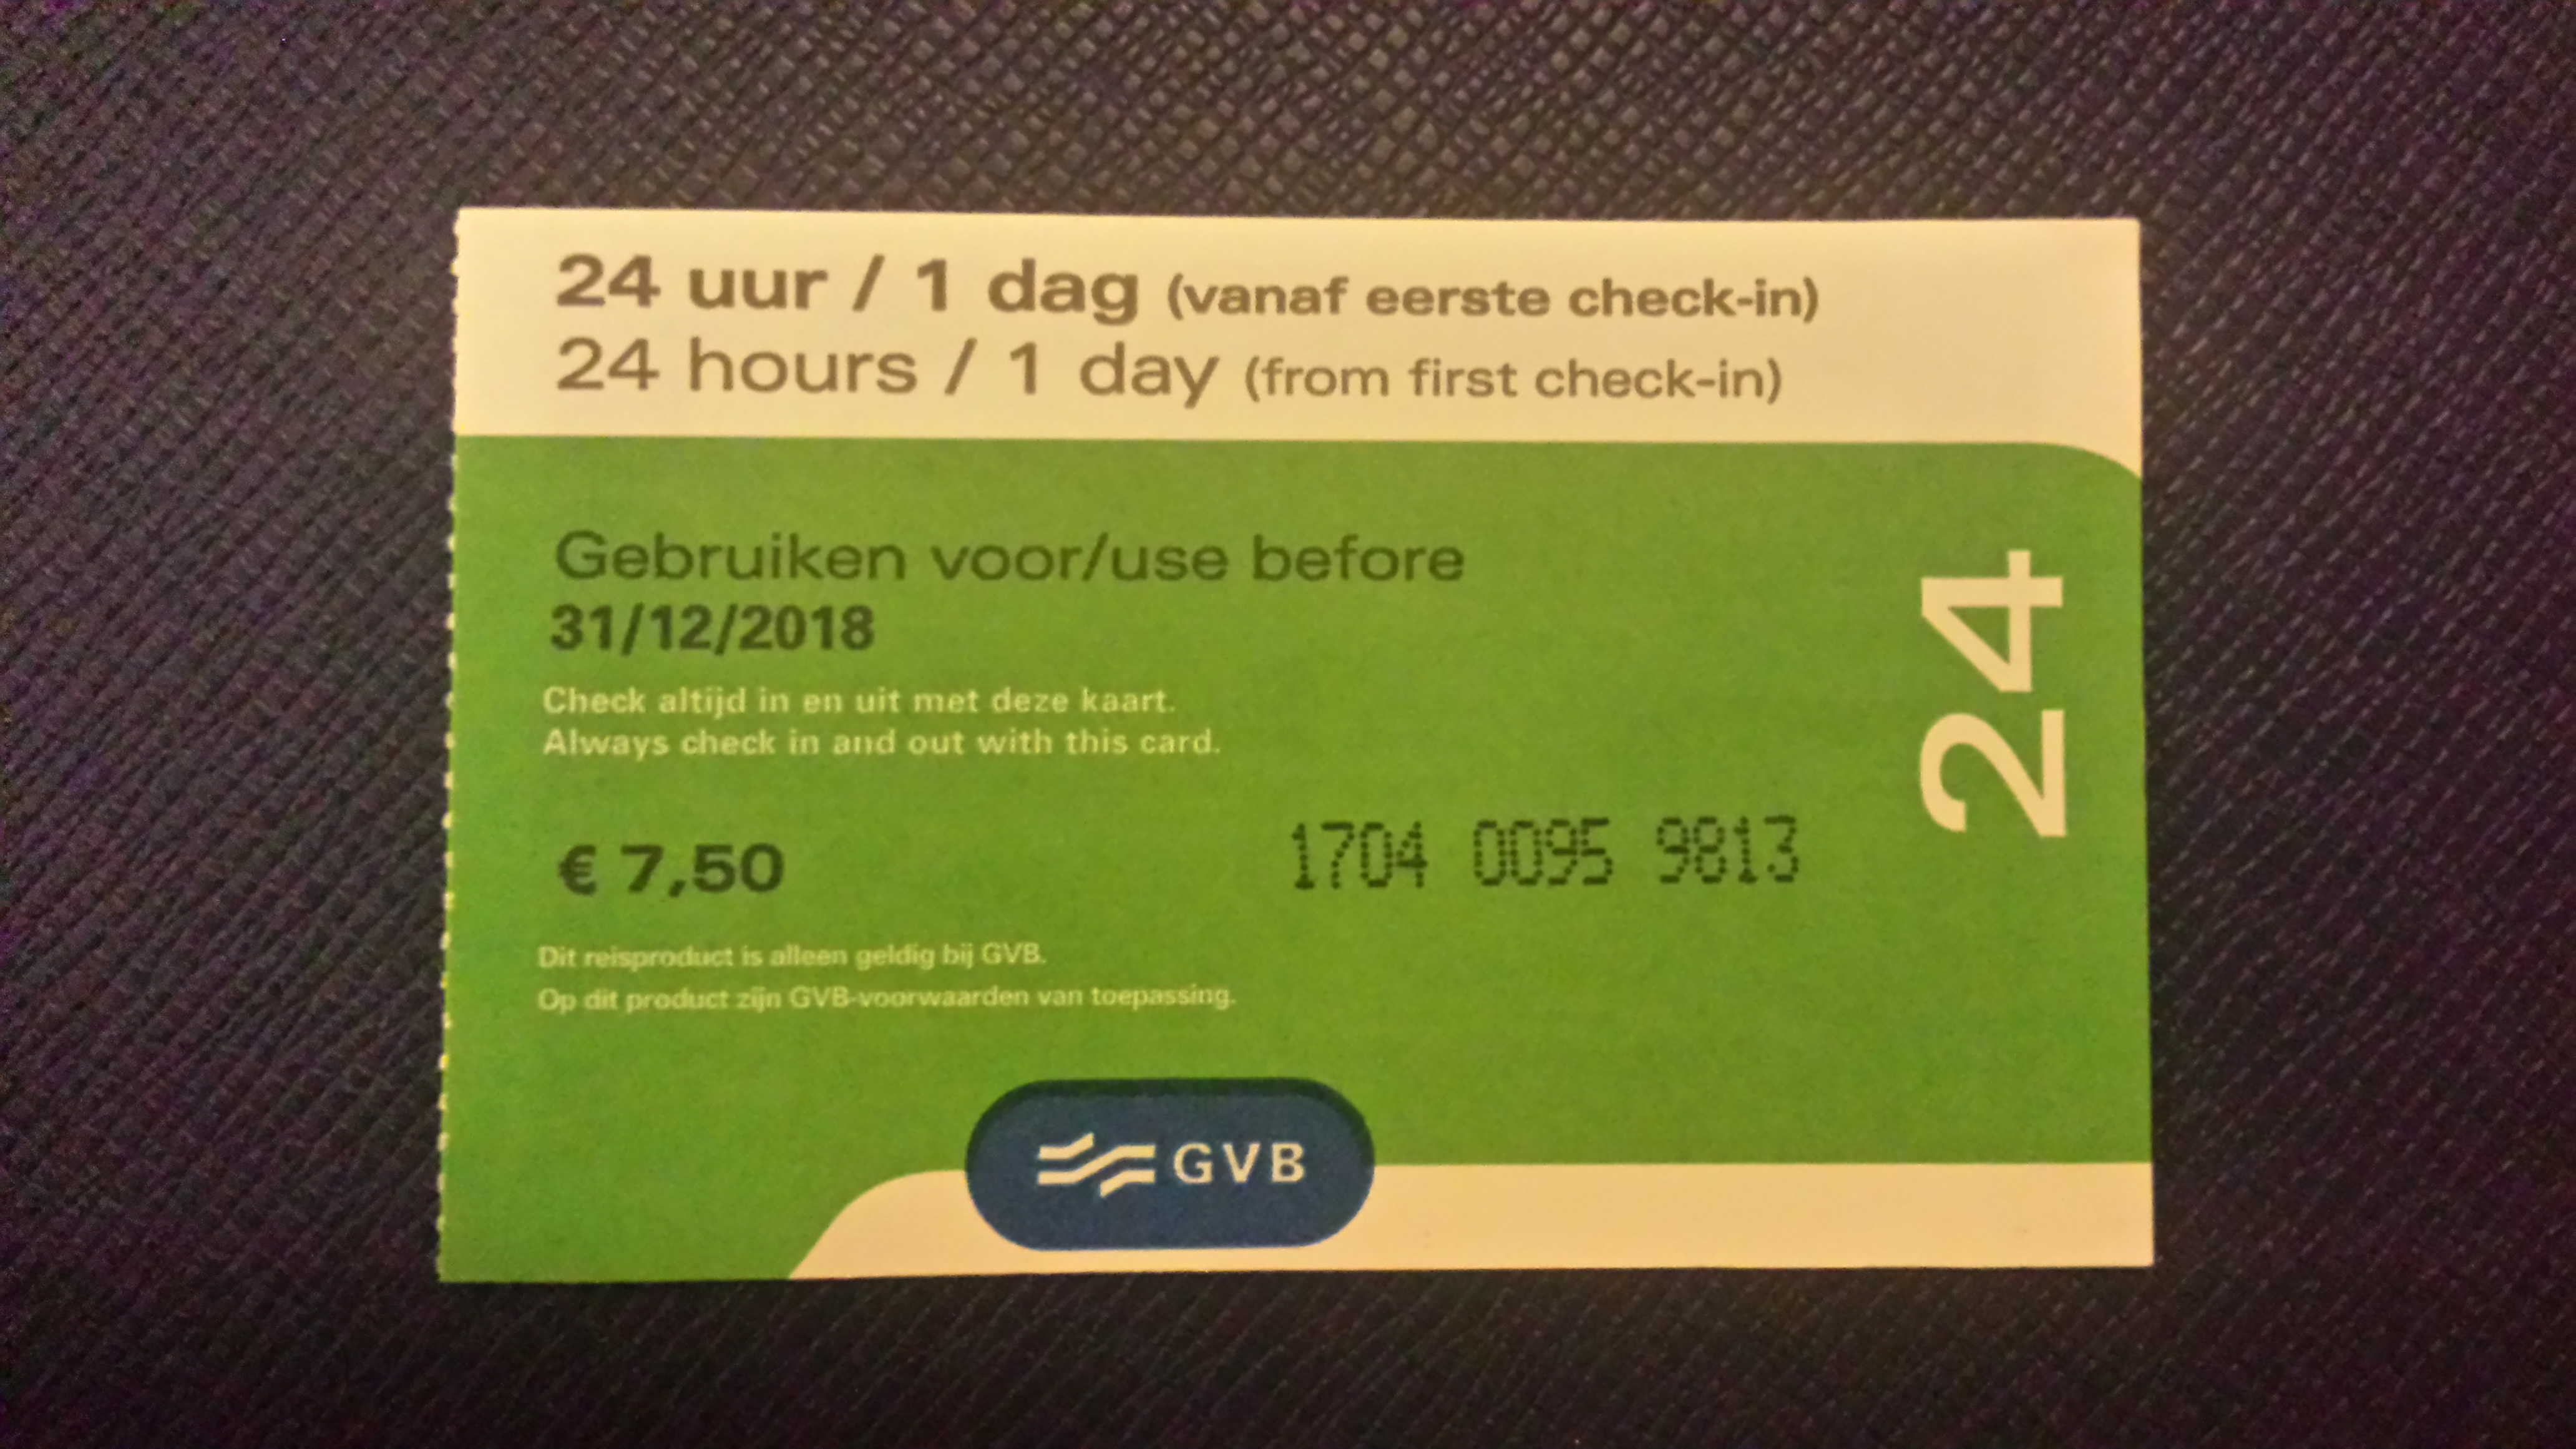 24 uur / 1 dag (vanaf eerste check-in)
24 hours / 1 day (from first check-in)
Gebruiken voor/use before
31/12/2018
Check altijd in en uit met deze kaart.
Always check in and out with this card.
24
€ 7,50
1704 0095 9813
Dit reisproduct is alleen geldig bij GVB.
Op dit product zijn GVB-voorwaarden van toepassing.
GVB